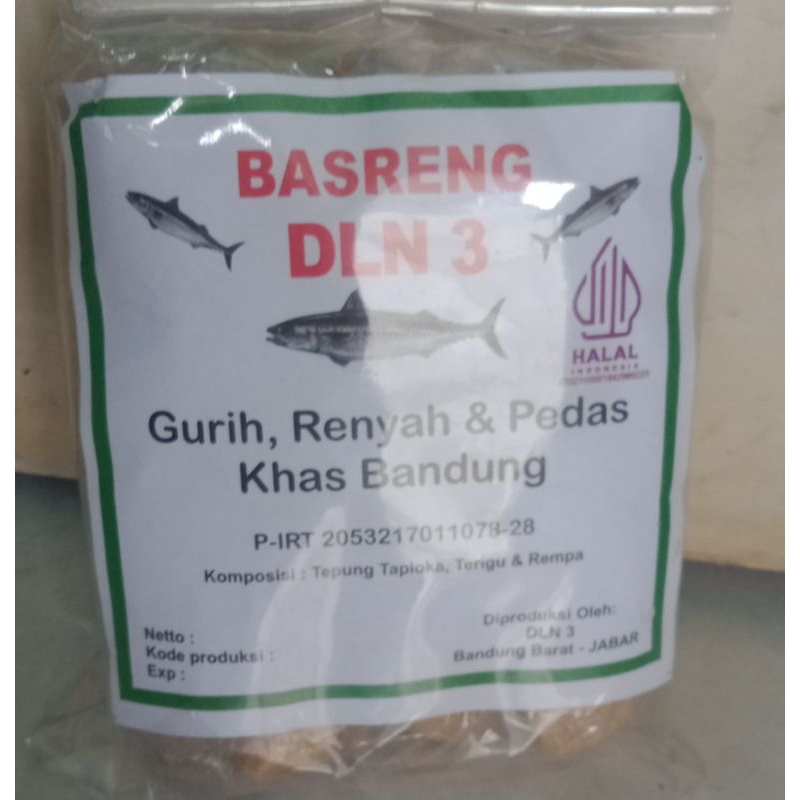 BASRENG
DLN 3
HALAL
INDONESIA
Gurih, Renyah & Pedas
Khas Bandung
P-IRT 2053217011078-28
Komposisi : Tepung Tapioka, Terigu & Rempa
Netto :
Kode produksi :
Exp :
Diproduksi Oleh:
DLN 3
Bandung Barat - JABAR